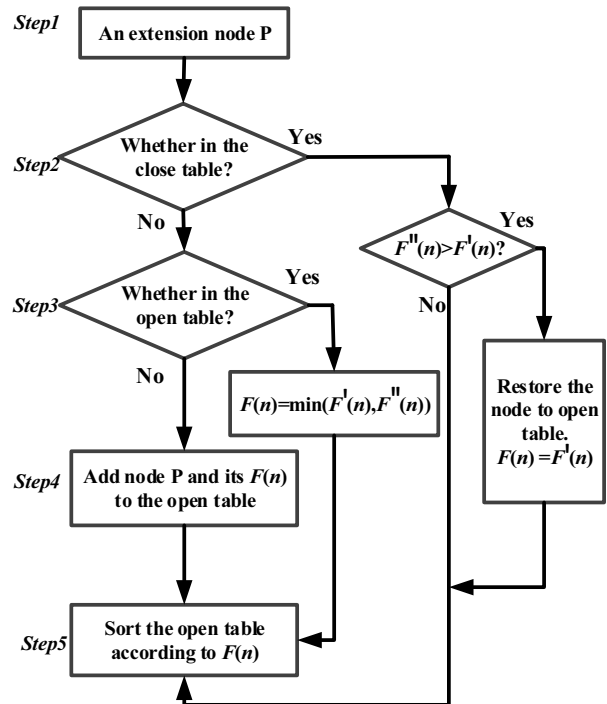 Step1
An extension node P
Step2
Whether in the
close table?
Yes
No
F"(n)>F'(n)?
Yes
No
Step3
Whether in the
open table?
Yes
No
F(n)=min(F'(n),F"(n))
Restore the
node to open
table.
F(n) =F'(n)
Step4
Add node P and its F(n)
to the open table
Step5
Sort the open table
according to F(n)